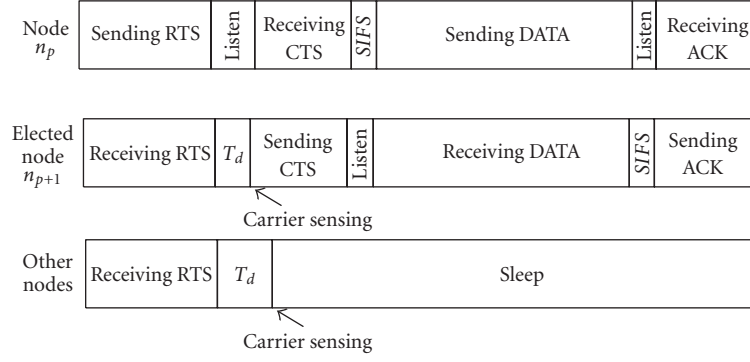 Node
n_p
Sending RTS
Listen
Receiving
CTS
SIFS
Sending DATA
Listen
Receiving
ACK
Elected
node
n_{p+1}
Receiving RTS
T_d
Sending
CTS
Listen
Receiving DATA
SIFS
Sending
ACK
Carrier sensing
Other
nodes
Receiving RTS
T_d
Sleep
Carrier sensing